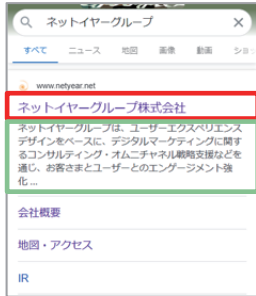 ネットイヤーグループ
すべて ニュース 地図 画像 動画 ショッ
www.netyear.net
ネットイヤーグループ株式会社
ネットイヤーグループは、ユーザーエクスペリエンス
デザインをベースに、デジタルマーケティングに関す
るコンサルティング・オムニチャネル戦略支援などを
通じ、お客さまとユーザーとのエンゲージメント強
化 ...
会社概要
地図・アクセス
IR